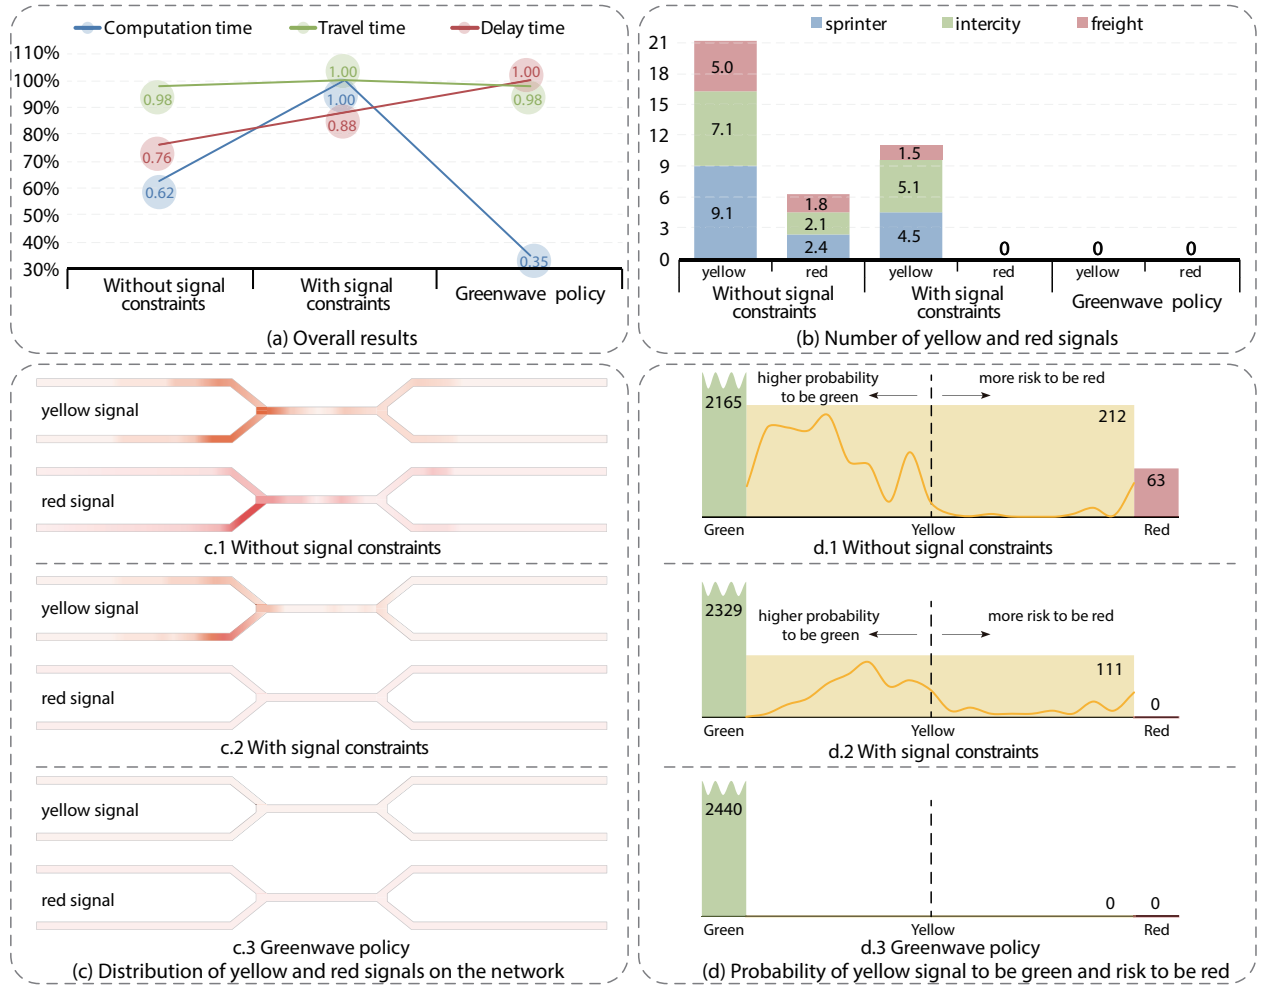 Computation time Travel time Delay time
110%
100%
90%
80%
70%
60%
50%
40%
30%
0.98
0.76
0.62
1.00
1.00
0.88
1.00
0.98
0.35
Without signal constraints
With signal constraints
Greenwave policy
(a) Overall results
sprinter intercity freight
21
18
15
12
9
6
3
0
5.0
7.1
9.1
1.8
2.1
2.4
1.5
5.1
4.5
0
0
0
yellow red yellow red yellow red
Without signal constraints
With signal constraints
Greenwave policy
(b) Number of yellow and red signals
yellow signal
red signal
c.1 Without signal constraints
yellow signal
red signal
c.2 With signal constraints
yellow signal
red signal
c.3 Greenwave policy
(c) Distribution of yellow and red signals on the network
2165
higher probability to be green
more risk to be red
212
63
Green Yellow Red
d.1 Without signal constraints
2329
higher probability to be green
more risk to be red
111
0
Green Yellow Red
d.2 With signal constraints
2440
0
0
Green Yellow Red
d.3 Greenwave policy
(d) Probability of yellow signal to be green and risk to be red